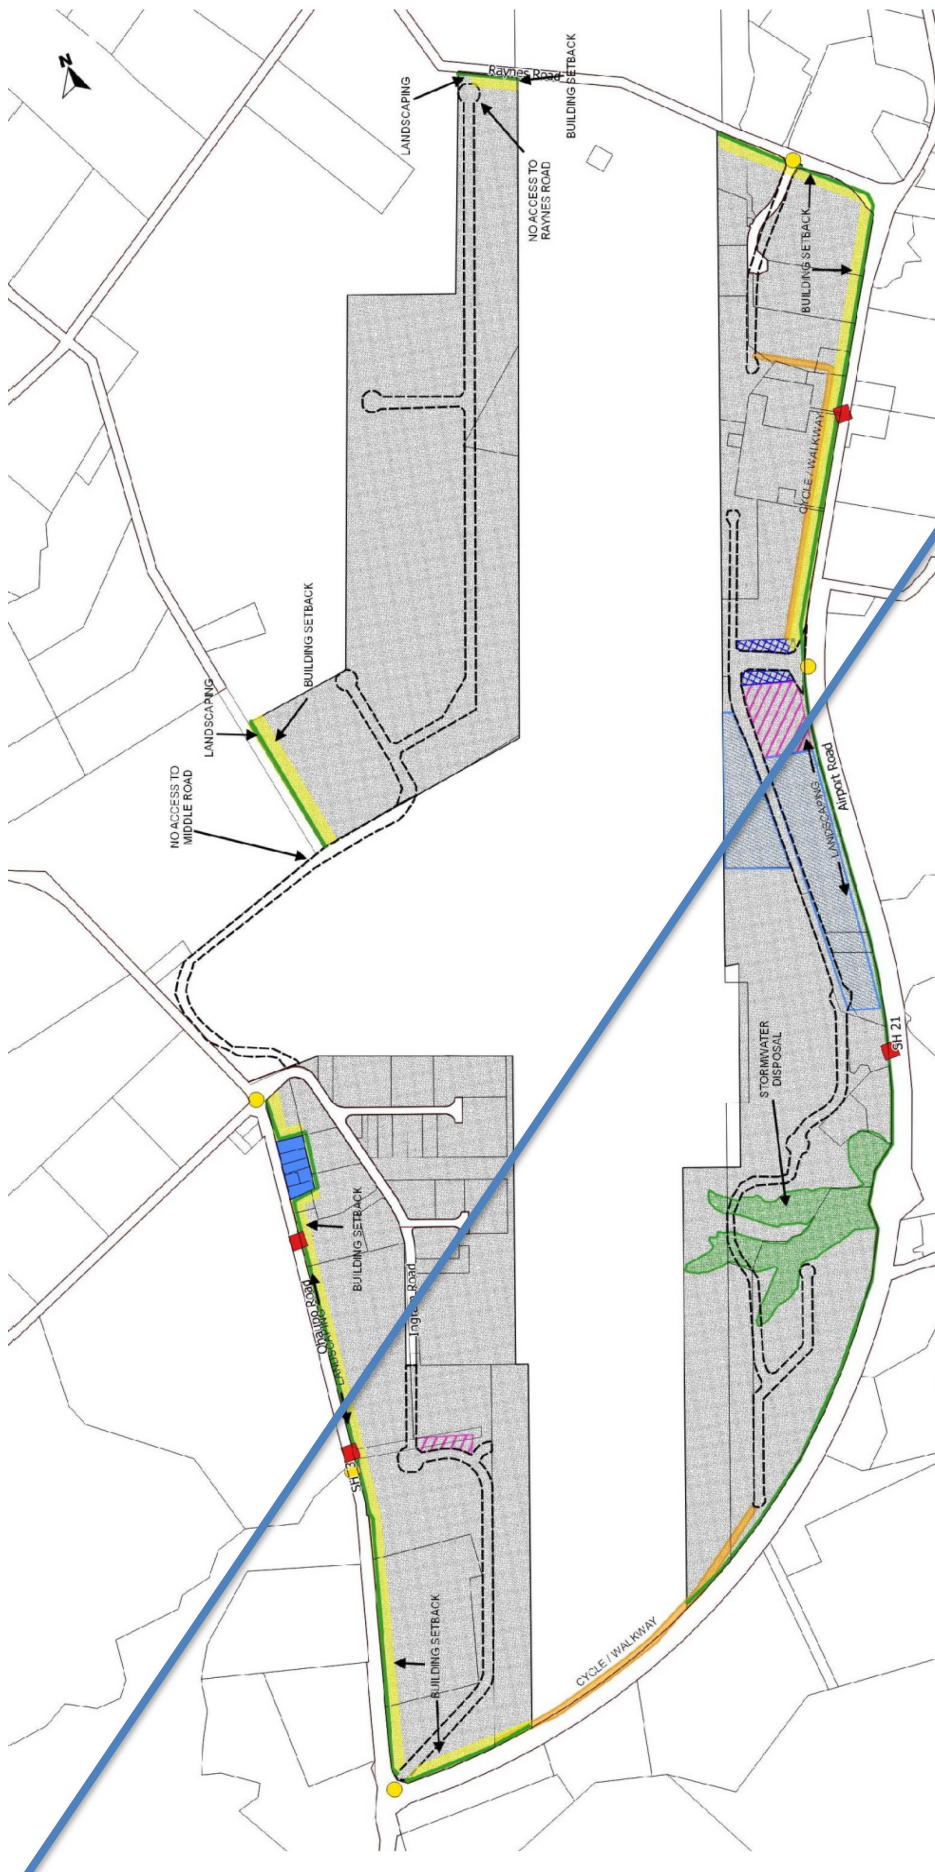 N
Raynes Road
LANDSCAPING
BUILDING SETBACK
NO ACCESS TO
RAYNES ROAD
BUILDING SETBACK
CYCLE / WALKWAY
BUILDING SETBACK
LANDSCAPING
NO ACCESS TO
MIDDLE ROAD
Airport Road
LANDSCAPING
SH 21
STORMWATER
DISPOSAL
BUILDING SETBACK
Ohaupo Road
LANDSCAPING
Ingram Road
SH 3
BUILDING SETBACK
CYCLE / WALKWAY